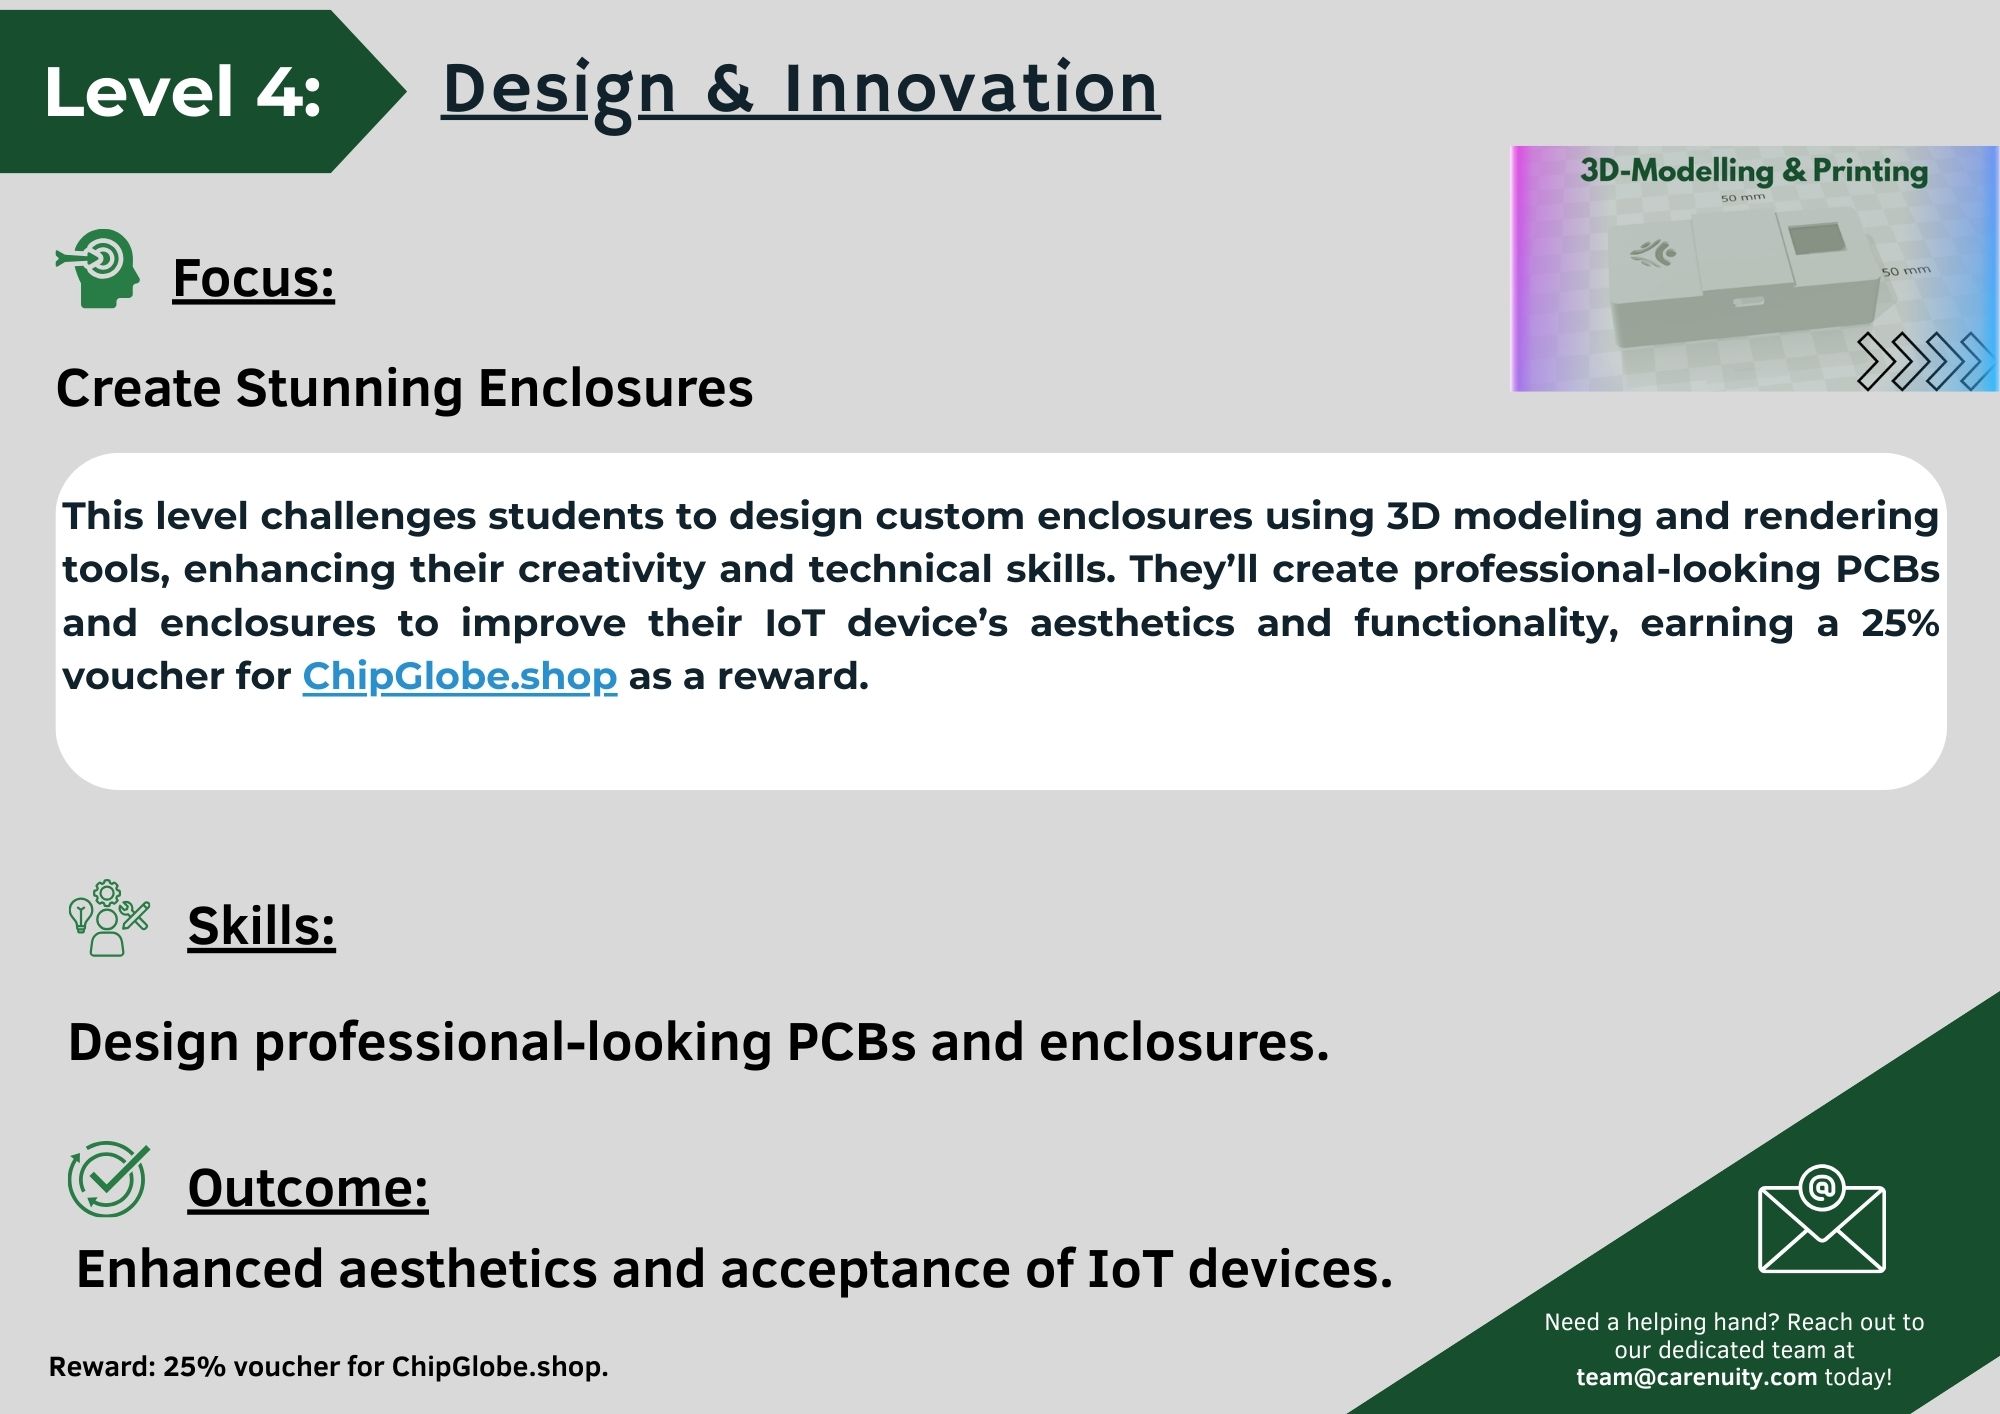 Level 4:
Design & Innovation
3D-Modelling & Printing
50 mm
50 mm
Focus:
Create Stunning Enclosures
This level challenges students to design custom enclosures using 3D modeling and rendering
tools, enhancing their creativity and technical skills. They’ll create professional-looking PCBs
and enclosures to improve their IoT device’s aesthetics and functionality, earning a 25%
voucher for ChipGlobe.shop as a reward.
Skills:
Design professional-looking PCBs and enclosures.
Outcome:
Enhanced aesthetics and acceptance of IoT devices.
Reward: 25% voucher for ChipGlobe.shop.
@
Need a helping hand? Reach out to
our dedicated team at
team@carenuity.com today!